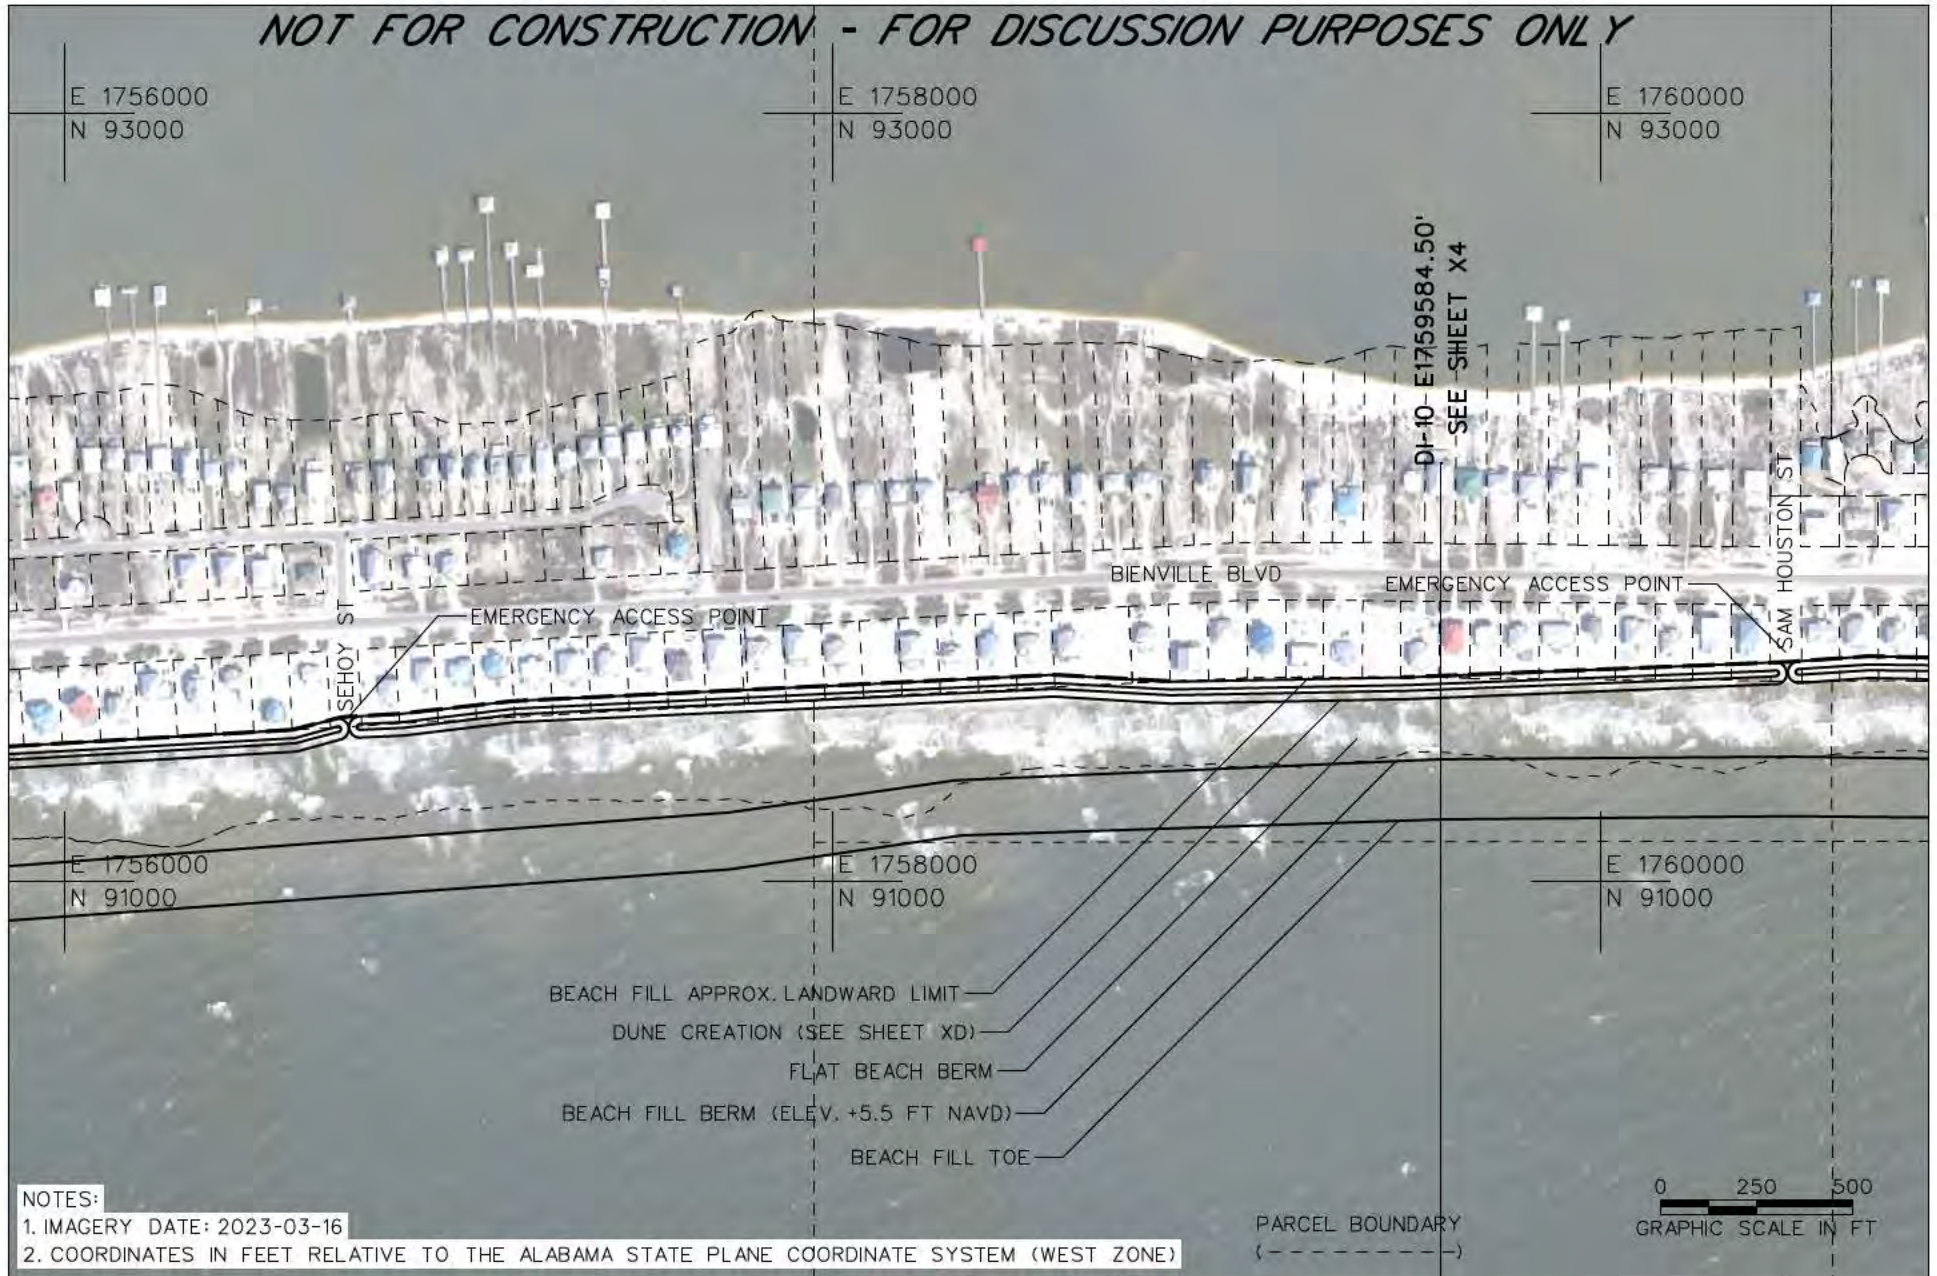 NOT FOR CONSTRUCTION - FOR DISCUSSION PURPOSES ONLY
E 1756000
N 93000
E 1758000
N 93000
E 1760000
N 93000
DI-10 E1759584.50'
SEE SHEET X4
SEHOY ST
EMERGENCY ACCESS POINT
BIENVILLE BLVD
EMERGENCY ACCESS POINT
SAM HOUSTON ST
E 1756000
N 91000
E 1758000
N 91000
E 1760000
N 91000
BEACH FILL APPROX. LANDWARD LIMIT
DUNE CREATION (SEE SHEET XD)
FLAT BEACH BERM
BEACH FILL BERM (ELEV. +5.5 FT NAVD)
BEACH FILL TOE
NOTES:
1. IMAGERY DATE: 2023-03-16
2. COORDINATES IN FEET RELATIVE TO THE ALABAMA STATE PLANE COORDINATE SYSTEM (WEST ZONE)
PARCEL BOUNDARY
0 250 500
GRAPHIC SCALE IN FT